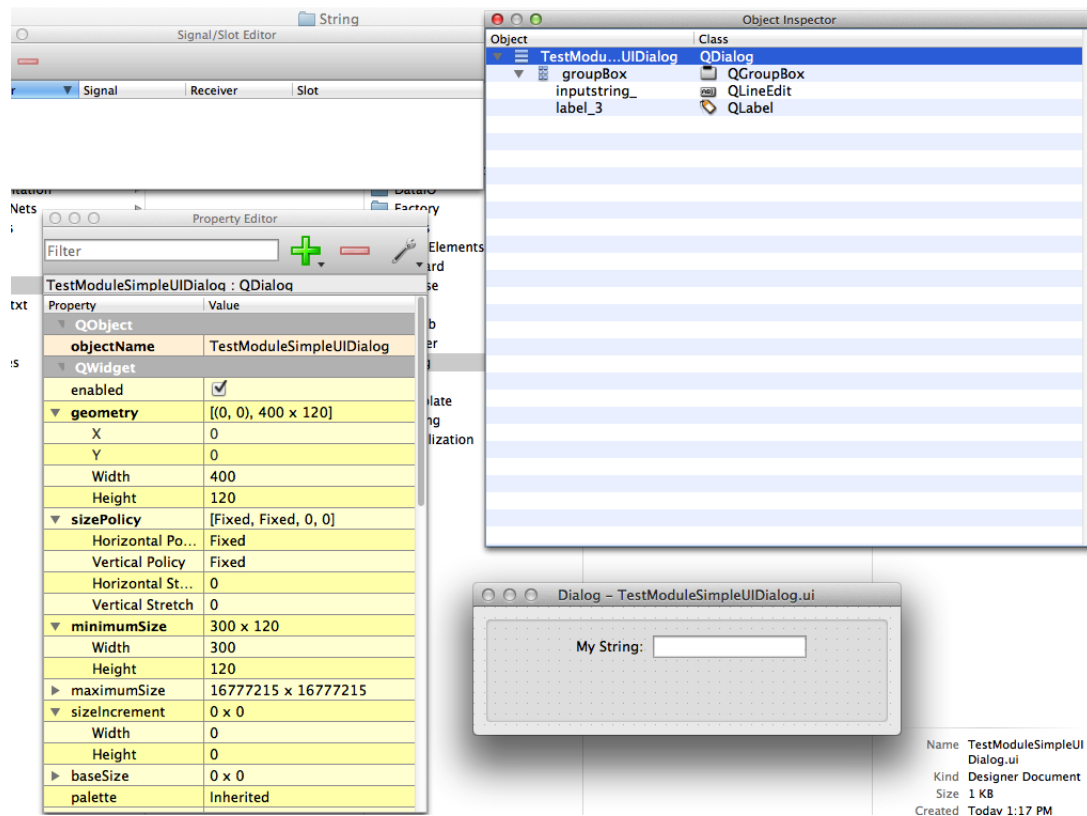 String
Signal/Slot Editor
Signal Receiver Slot
Object Inspector
Object Class
TestModu...UIDialog QDialog
groupBox QGroupBox
inputstring_ QLineEdit
label_3 QLabel
Nets
DataIO
Factory
Elements
txt
Property Editor
Filter
TestModuleSimpleUIDialog : QDialog
Property Value
QObject
objectName TestModuleSimpleUIDialog
QWidget
enabled
geometry [(0, 0), 400 x 120]
X 0
Y 0
Width 400
Height 120
sizePolicy [Fixed, Fixed, 0, 0]
Horizontal Po... Fixed
Vertical Policy Fixed
Horizontal St... 0
Vertical Stretch 0
minimumSize 300 x 120
Width 300
Height 120
maximumSize 16777215 x 16777215
sizeIncrement 0 x 0
Width 0
Height 0
baseSize 0 x 0
palette Inherited
Dialog - TestModuleSimpleUIDialog.ui
My String:
Name TestModuleSimpleUI
Dialog.ui
Kind Designer Document
Size 1 KB
Created Today 1:17 PM